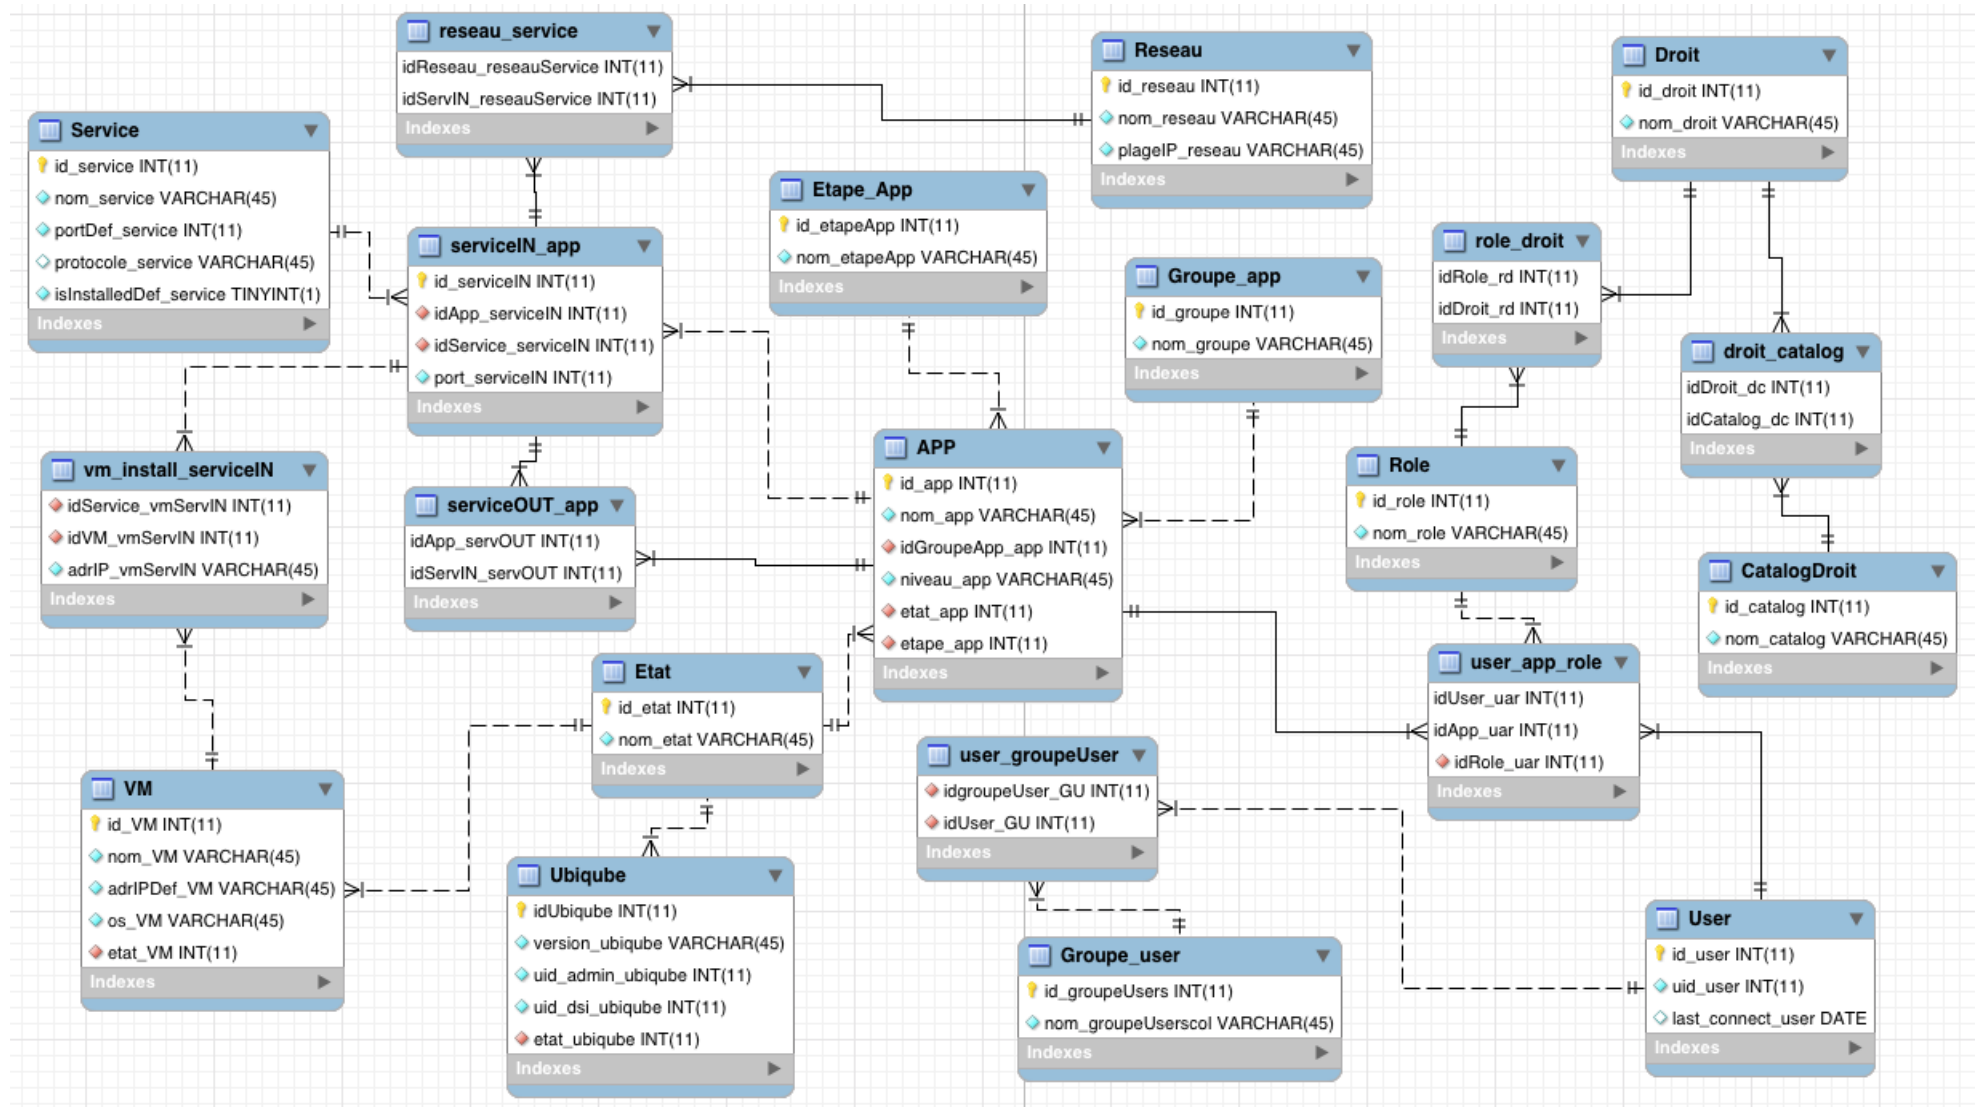 reseau_service
idReseau_reseauService INT(11)
idServIN_reseauService INT(11)
Indexes
Reseau
id_reseau INT(11)
nom_reseau VARCHAR(45)
plageIP_reseau VARCHAR(45)
Indexes
Droit
id_droit INT(11)
nom_droit VARCHAR(45)
Indexes
Service
id_service INT(11)
nom_service VARCHAR(45)
portDef_service INT(11)
protocole_service VARCHAR(45)
isInstalledDef_service TINYINT(1)
Indexes
Etape_App
id_etapeApp INT(11)
nom_etapeApp VARCHAR(45)
Indexes
serviceIN_app
id_serviceIN INT(11)
idApp_serviceIN INT(11)
idService_serviceIN INT(11)
port_serviceIN INT(11)
Indexes
Groupe_app
id_groupe INT(11)
nom_groupe VARCHAR(45)
Indexes
role_droit
idRole_rd INT(11)
idDroit_rd INT(11)
Indexes
droit_catalog
idDroit_dc INT(11)
idCatalog_dc INT(11)
Indexes
vm_install_serviceIN
idService_vmServIN INT(11)
idVM_vmServIN INT(11)
adrIP_vmServIN VARCHAR(45)
Indexes
serviceOUT_app
idApp_servOUT INT(11)
idServIN_servOUT INT(11)
Indexes
APP
id_app INT(11)
nom_app VARCHAR(45)
idGroupeApp_app INT(11)
niveau_app VARCHAR(45)
etat_app INT(11)
etape_app INT(11)
Indexes
Role
id_role INT(11)
nom_role VARCHAR(45)
Indexes
CatalogDroit
id_catalog INT(11)
nom_catalog VARCHAR(45)
Indexes
Etat
id_etat INT(11)
nom_etat VARCHAR(45)
Indexes
user_app_role
idUser_uar INT(11)
idApp_uar INT(11)
idRole_uar INT(11)
Indexes
user_groupeUser
idgroupeUser_GU INT(11)
idUser_GU INT(11)
Indexes
VM
id_VM INT(11)
nom_VM VARCHAR(45)
adrIPDef_VM VARCHAR(45)
os_VM VARCHAR(45)
etat_VM INT(11)
Indexes
Ubiqube
idUbiqube INT(11)
version_ubiqube VARCHAR(45)
uid_admin_ubiqube INT(11)
uid_dsi_ubiqube INT(11)
etat_ubiqube INT(11)
Indexes
Groupe_user
id_groupeUsers INT(11)
nom_groupeUserscol VARCHAR(45)
Indexes
User
id_user INT(11)
uid_user INT(11)
last_connect_user DATE
Indexes